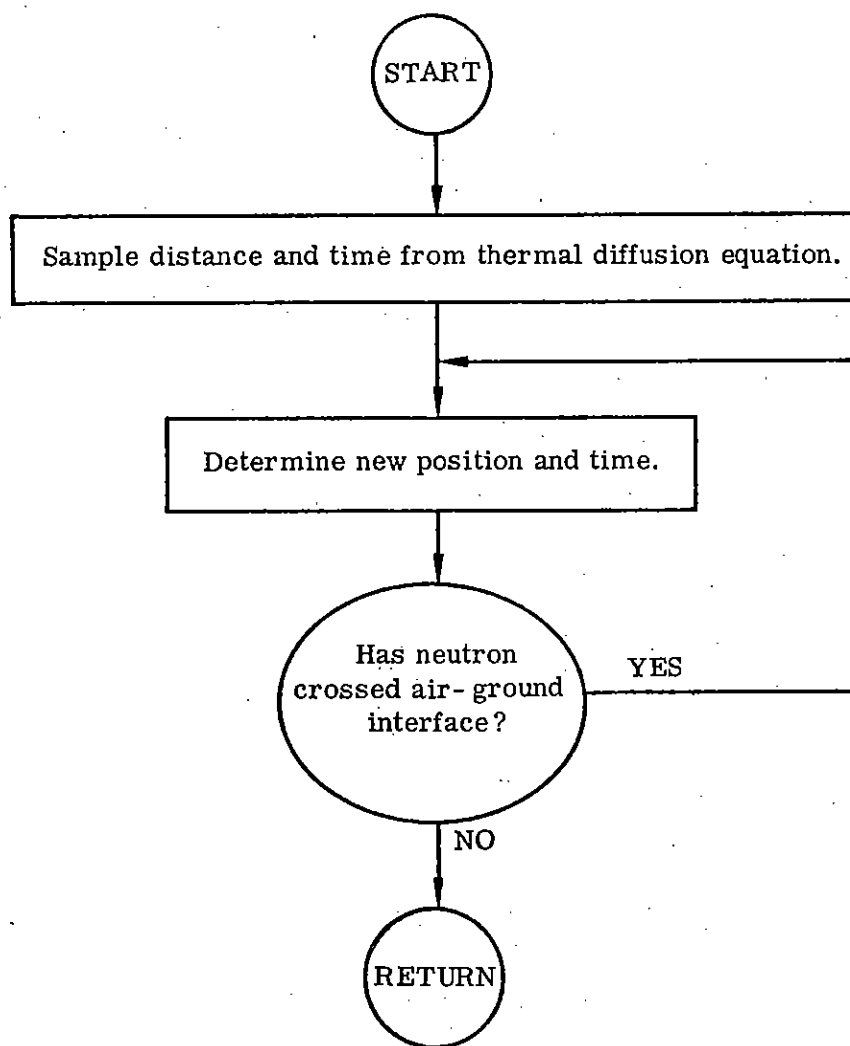 START
Sample distance and time from thermal diffusion equation.
Determine new position and time.
Has neutron
crossed air-ground
interface?
YES
NO
RETURN